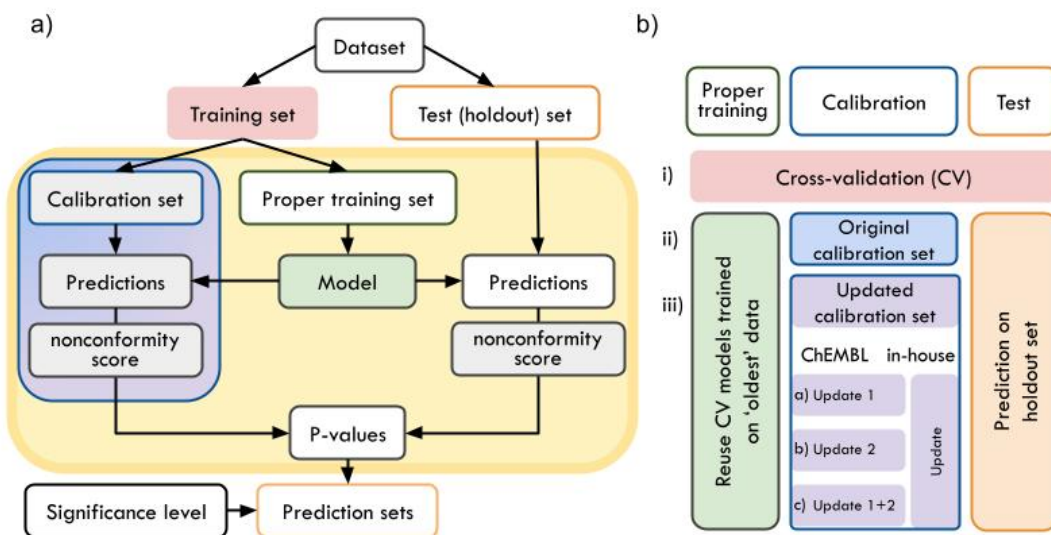 a)
Dataset
Training set
Test (holdout) set
Calibration set
Proper training set
Predictions
Model
Predictions
nonconformity
score
nonconformity
score
P-values
Significance level
Prediction sets
b)
Proper
training
Calibration
Test
i)
Cross-validation (CV)
ii)
Original
calibration set
iii)
Updated
calibration set
ChEMBL
in-house
a) Update 1
b) Update 2
c) Update 1+2
Update
Reuse CV models trained
on 'oldest' data
Prediction on
holdout set